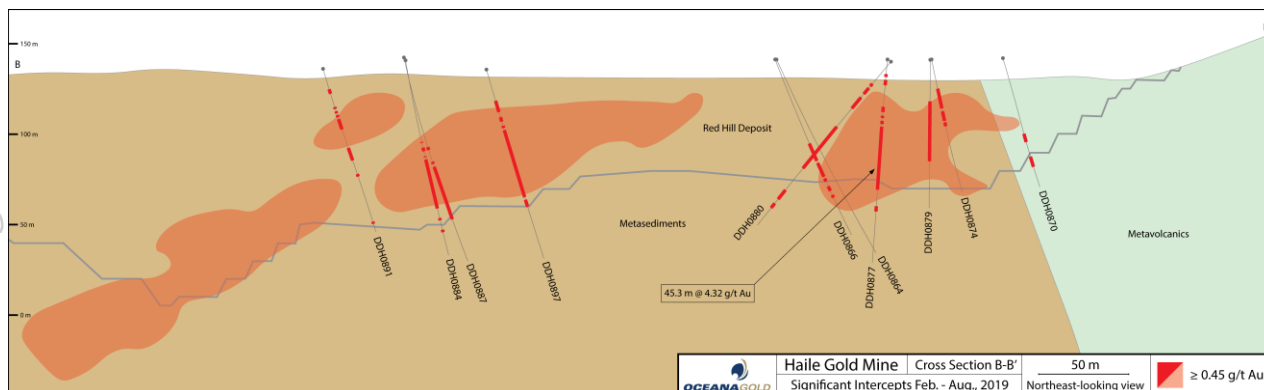 150 m
B
100 m
50 m
0 m
Red Hill Deposit
Metasediments
Metavolcanics
DDH0891
DDH0884
DDH0887
DDH0897
DDH0880
DDH0866
DDH0877
DDH0864
DDH0879
DDH0874
DDH0870
45.3 m @ 4.32 g/t Au
OCEANAGOLD
Haile Gold Mine
Cross Section B-B'
Significant Intercepts Feb. - Aug., 2019
50 m
Northeast-looking view
≥ 0.45 g/t Au